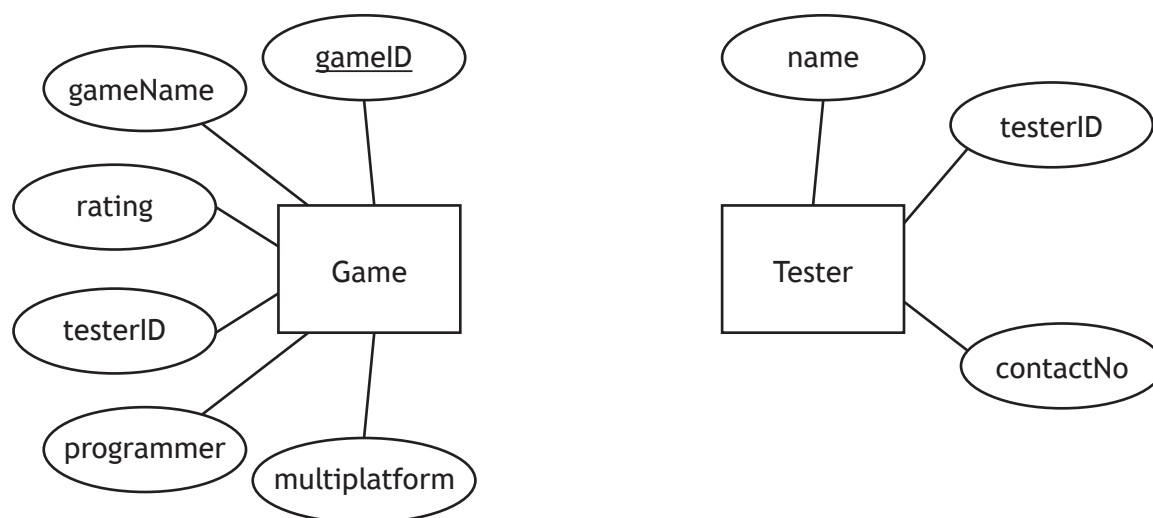 gameID
gameName
rating
Game
testerID
programmer
multiplatform
name
testerID
Tester
contactNo